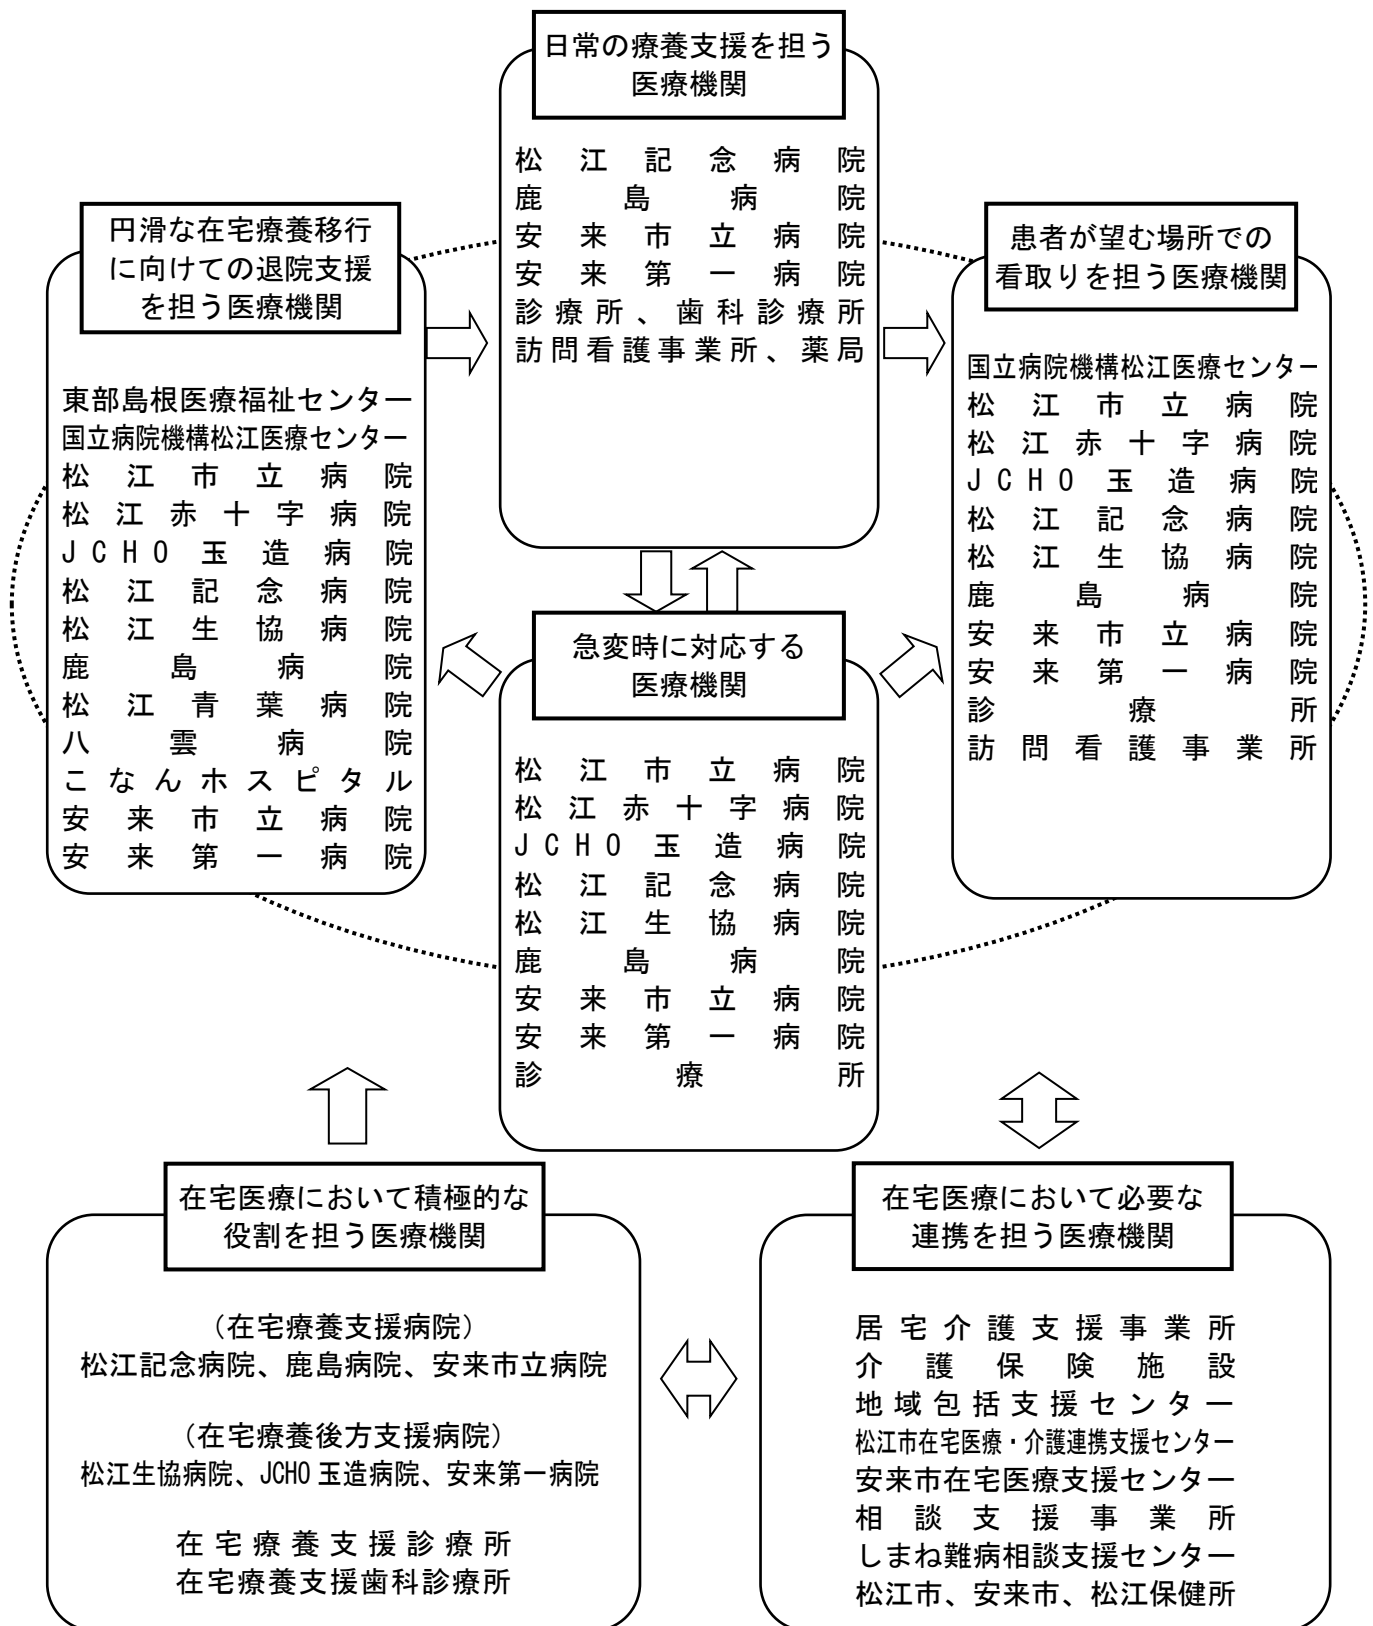 日常の療養支援を担う
医療機関
松江記念病院
鹿島病院
安来市立病院
安来第一病院
診療所、歯科診療所
訪問看護事業所、薬局
円滑な在宅療養移行
に向けての退院支援
を担う医療機関
東部島根医療福祉センター
国立病院機構松江医療センター
松江市立病院
松江赤十字病院
JCHO玉造病院
松江記念病院
松江生協病院
鹿島病院
松江青葉病院
八雲病院
こなんホスピタル
安来市立病院
安来第一病院
患者が望む場所での
看取りを担う医療機関
国立病院機構松江医療センター
松江市立病院
松江赤十字病院
JCHO玉造病院
松江記念病院
松江生協病院
鹿島病院
安来市立病院
安来第一病院
診療所
訪問看護事業所
急変時に対応する
医療機関
松江市立病院
松江赤十字病院
JCHO玉造病院
松江記念病院
松江生協病院
鹿島病院
安来市立病院
安来第一病院
診療所
在宅医療において積極的な
役割を担う医療機関
（在宅療養支援病院）
松江記念病院、鹿島病院、安来市立病院
（在宅療養後方支援病院）
松江生協病院、JCHO玉造病院、安来第一病院
在宅療養支援診療所
在宅療養支援歯科診療所
在宅医療において必要な
連携を担う医療機関
居宅介護支援事業所
介護保険施設
地域包括支援センター
松江市在宅医療・介護連携支援センター
安来市在宅医療支援センター
相談支援事業所
しまね難病相談支援センター
松江市、安来市、松江保健所